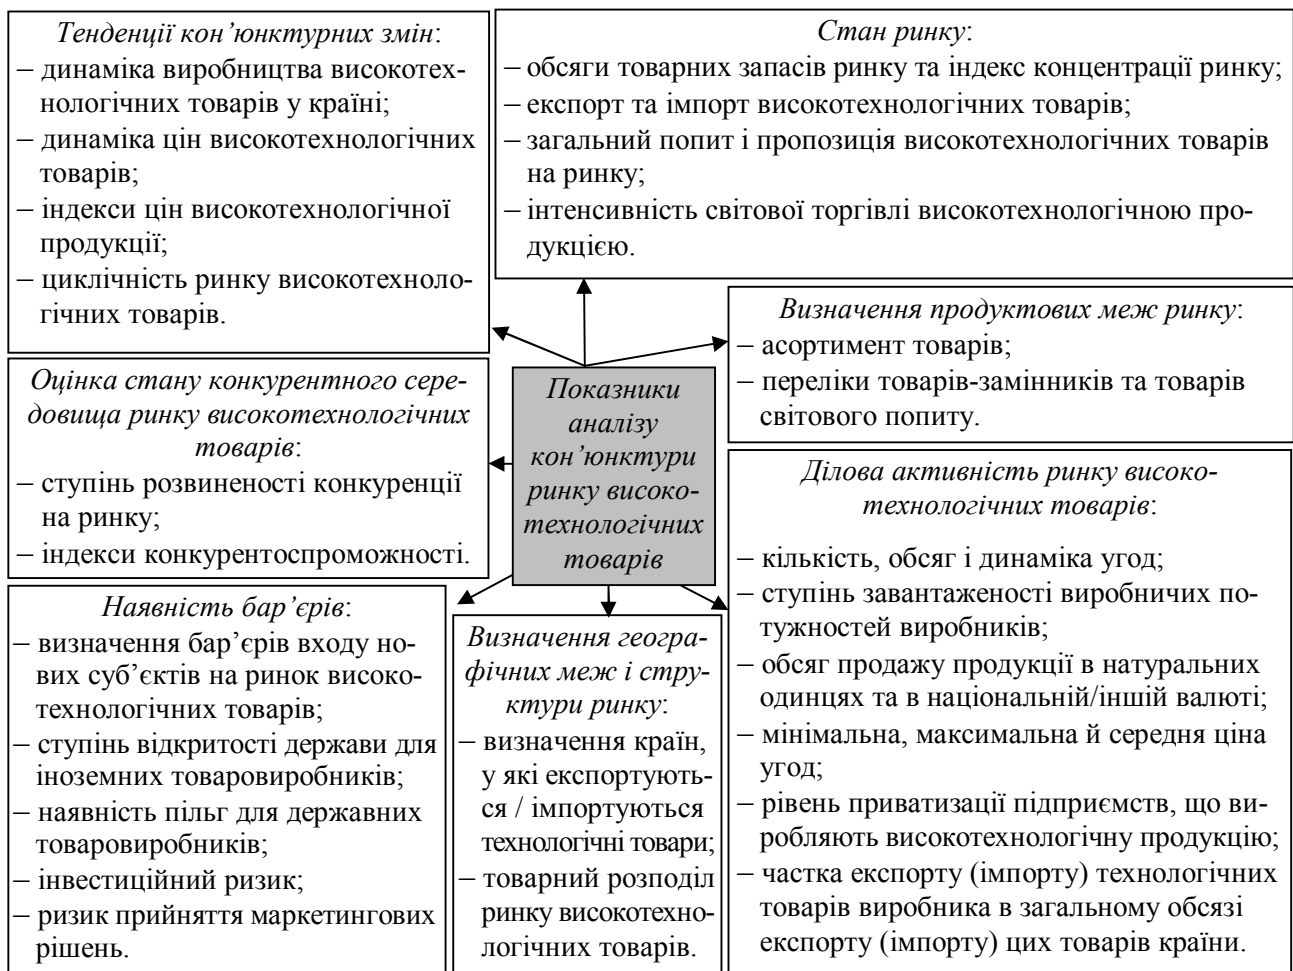 Тенденції кон’юнктурних змін:
– динаміка виробництва високотех-
нологічних товарів у країні;
– динаміка цін високотехнологічних
товарів;
– індекси цін високотехнологічної
продукції;
– циклічність ринку високотехноло-
гічних товарів.
Стан ринку:
– обсяги товарних запасів ринку та індекс концентрації ринку;
– експорт та імпорт високотехнологічних товарів;
– загальний попит і пропозиція високотехнологічних товарів
на ринку;
– інтенсивність світової торгівлі високотехнологічною про-
дукцією.
Визначення продуктових меж ринку:
– асортимент товарів;
– переліки товарів-замінників та товарів
світового попиту.
Оцінка стану конкурентного сере-
довища ринку високотехнологічних
товарів:
– ступінь розвиненості конкуренції
на ринку;
– індекси конкурентоспроможності.
Показники
аналізу
кон’юнктури
ринку високо-
технологічних
товарів
Ділова активність ринку висо­ко-
технологічних товарів:
– кількість, обсяг і динаміка угод;
– ступінь завантаженості виробничих по-
тужностей виробників;
– обсяг продажу продукції в натуральних
одинцях та в національній/іншій валюті;
– мінімальна, максимальна й середня ціна
угод;
– рівень приватизації підприємств, що ви-
робляють високотехнологічну продукцію;
– частка експорту (імпорту) технологічних
товарів виробника в загальному обсязі
експорту (імпорту) цих товарів країни.
Наявність бар’єрів:
– визначення бар’єрів входу но-
вих суб’єктів на ринок високо-
технологічних товарів;
– ступінь відкритості держави для
іноземних товаровиробників;
– наявність пільг для державних
товаровиробників;
– інвестиційний ризик;
– ризик прийняття маркетингових
рішень.
Визначення геогра-
фічних меж і стру-
ктури ринку:
– визначення країн,
у які експортують-
ся / імпортуються
технологічні товари;
– товарний розподіл
ринку високотехно-
логічних товарів.